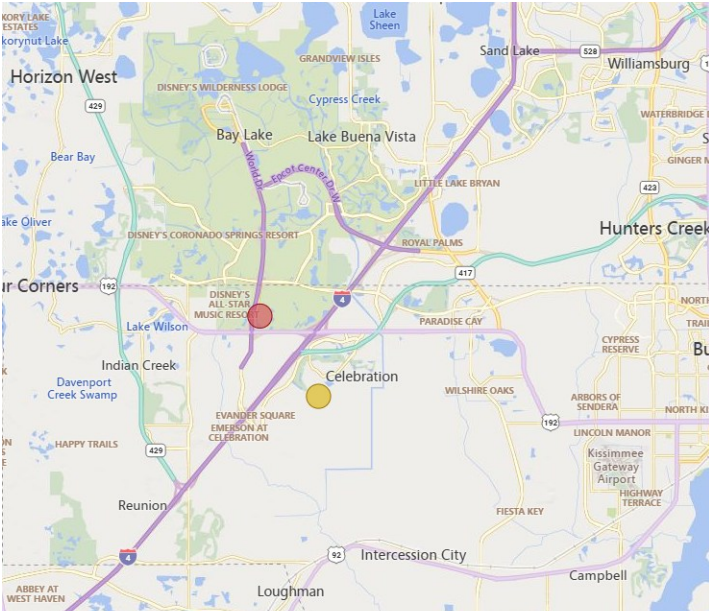 KORY LAKE
ESTATES
korynut Lake
Lake
Sheen
Sand Lake
528
Williamsburg
GRANDVIEW ISLES
Horizon West
DISNEY'S WILDERNESS LODGE
429
Cypress Creek
WATERBRIDGE
Bay Lake
Lake Buena Vista
Bear Bay
World Dr
Epcot Center Dr W
GINGER M
LITTLE LAKE BRYAN
423
ake Oliver
DISNEY'S CORONADO SPRINGS RESORT
ROYAL PALMS
Hunters Creek
417
ur Corners
192
DISNEY'S
ALL-STAR
MUSIC RESORT
4
NORTH
TRAI
Lake Wilson
PARADISE CAY
CYPRESS
RESERVE
Bu
Indian Creek
Celebration
Davenport
Creek Swamp
WILSHIRE OAKS
ARBORS OF
SENDERA
EVANDER SQUARE
EMERSON AT
CELEBRATION
192
NORTH KI
HAPPY TRAILS
429
LINCOLN MANOR
Kissimmee
Gateway
Airport
HIGHWAY
TERRACE
Reunion
FIESTA KEY
4
92
Intercession City
Campbell
ABBEY AT
WEST HAVEN
Loughman